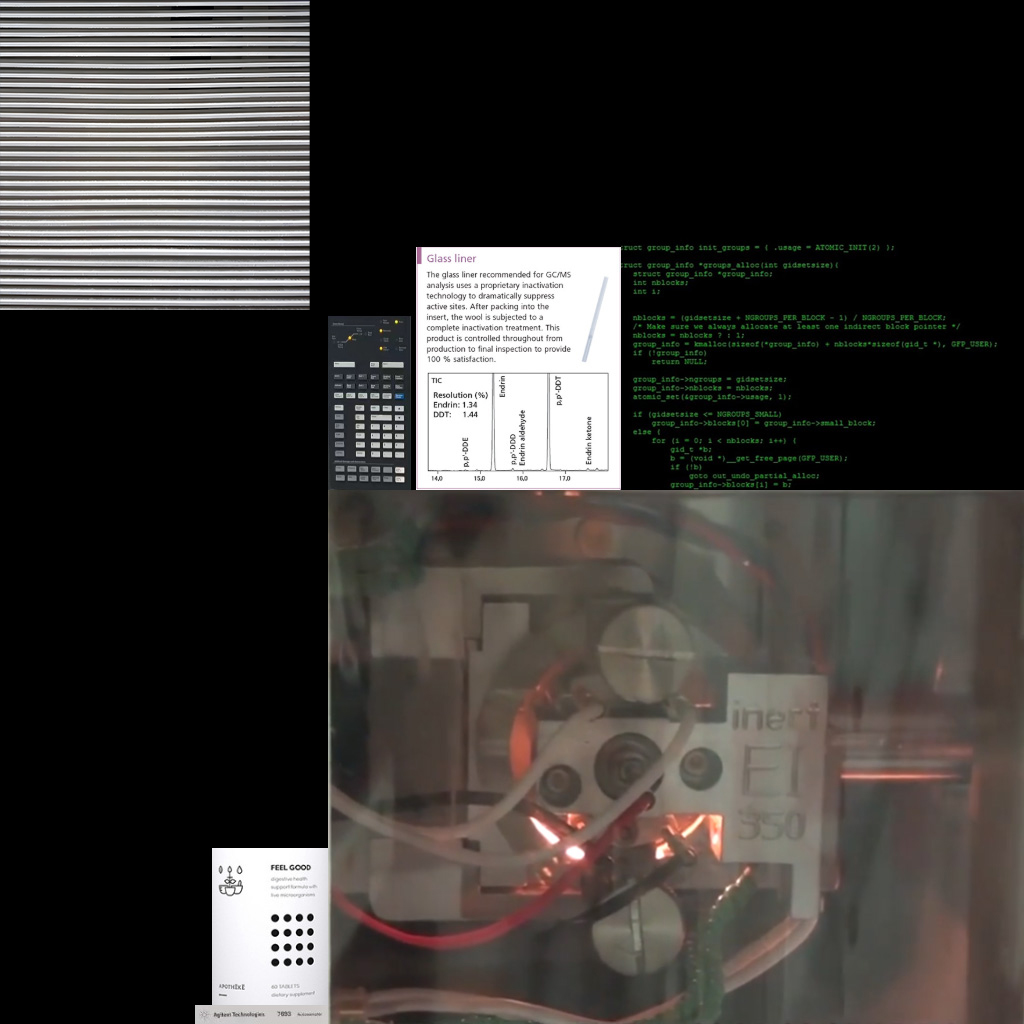 Glass liner
The glass liner recommended for GC/MS
analysis uses a proprietary inactivation
technology to dramatically suppress
active sites. After packing into the
insert, the wool is subjected to a
complete inactivation treatment. This
product is controlled throughout from
production to final inspection to provide
100 % satisfaction.
TIC
Resolution (%)
Endrin: 1.34
DDT: 1.44
p,p'-DDE
Endrin
p,p'-DDD
Endrin aldehyde
p,p'-DDT
Endrin ketone
14,0 15,0 16,0 17,0
ruct group_info init_groups = { .usage = ATOMIC_INIT(2) };
ruct group_info *groups_alloc(int gidsetsize){
struct group_info *group_info;
int nblocks;
int i;
nblocks = (gidsetsize + NGROUPS_PER_BLOCK - 1) / NGROUPS_PER_BLOCK;
/* Make sure we always allocate at least one indirect block pointer */
nblocks = nblocks ? : 1;
group_info = kmalloc(sizeof(*group_info) + nblocks*sizeof(gid_t *), GFP_USER);
if (!group_info)
return NULL;
group_info->ngroups = gidsetsize;
group_info->nblocks = nblocks;
atomic_set(&group_info->usage, 1);
if (gidsetsize <= NGROUPS_SMALL)
group_info->blocks[0] = group_info->small_block;
else {
for (i = 0; i < nblocks; i++) {
gid_t *b;
b = (void *)__get_free_page(GFP_USER);
if (!b)
goto out_undo_partial_alloc;
group_info->blocks[i] = b;
inert
EI
350
FEEL GOOD
digestive health
support formula with
live microorganisms
APOTHĒKĒ
60 TABLETS
dietary supplement
Agilent Technologies 7693 Autosampler